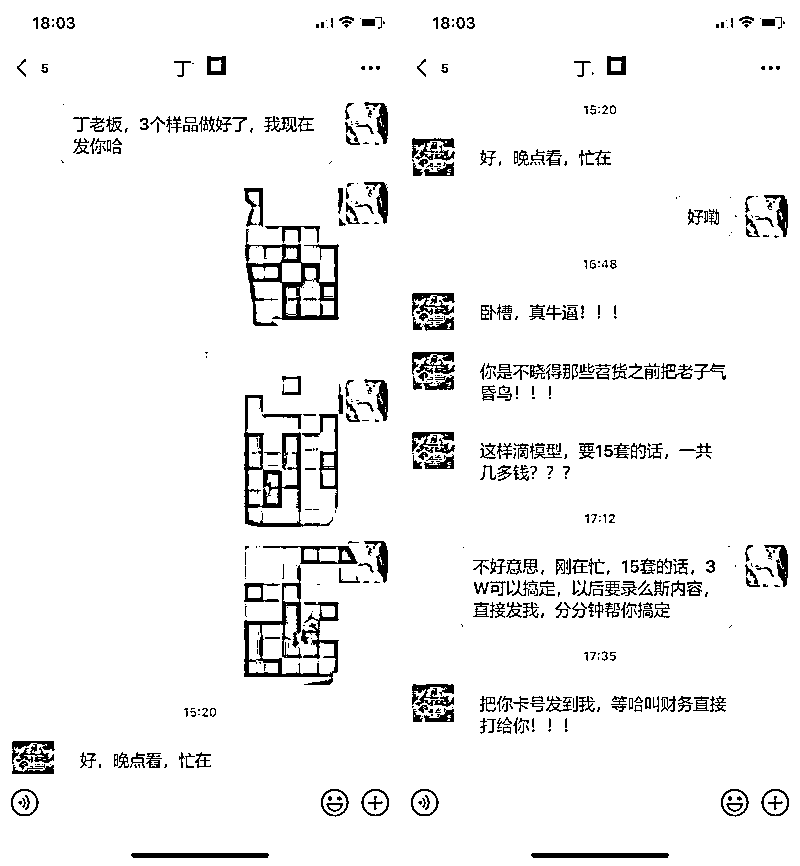 18:03
5
丁
丁老板，3个样品做好了，我现在
发你哈
15:20
好，晚点看，忙在
18:03
5
丁.
15:20
好，晚点看，忙在
好嘞
16:48
卧槽，真牛逼！！！
你是不晓得那些苕货之前把老子气
昏鸟！！！
这样滴模型，要15套的话，一共
几多钱？？？
17:12
不好意思，刚在忙，15套的话，3
W可以搞定，以后要录么斯内容，
直接发我，分分钟帮你搞定
17:35
把你卡号发到我，等哈叫财务直接
打给你！！！